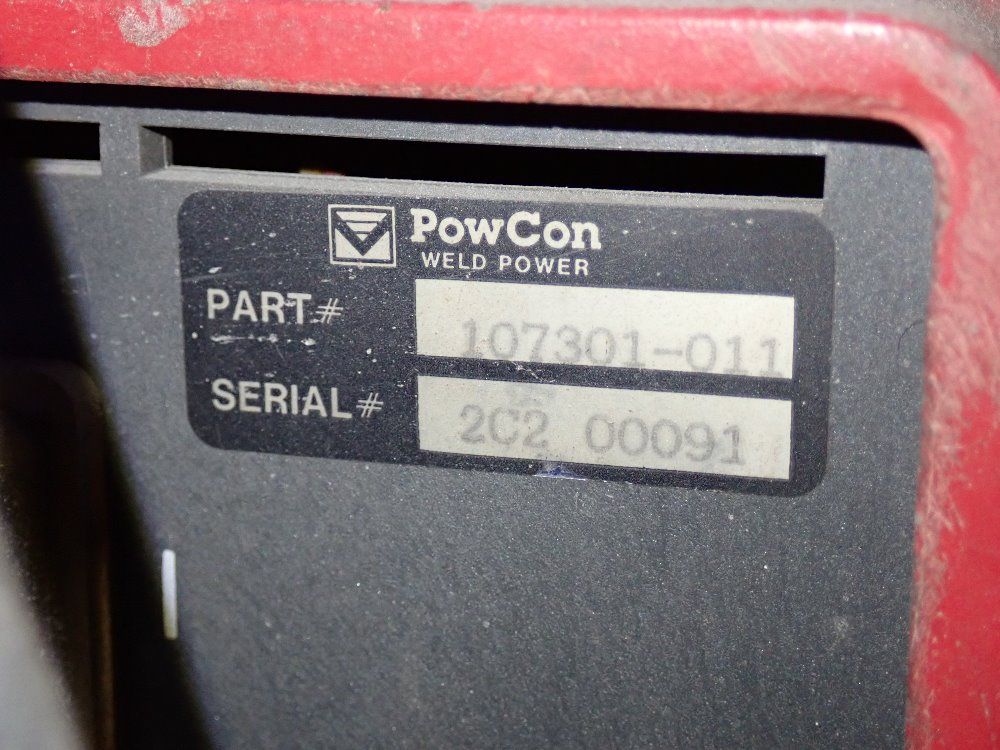 PowCon
WELD POWER
PART# 107301-011
SERIAL# 2C2 00091